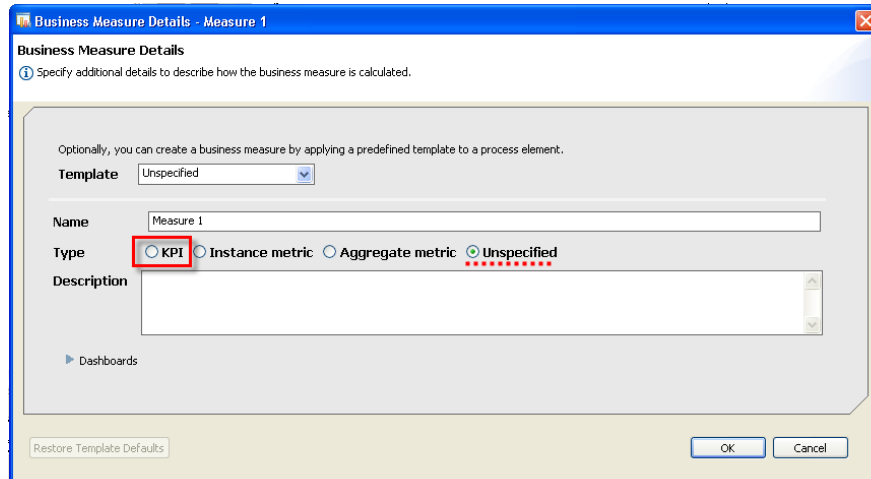 Business Measure Details - Measure 1
Business Measure Details
Specify additional details to describe how the business measure is calculated.
Optionally, you can create a business measure by applying a predefined template to a process element.
Template Unspecified
Name Measure 1
Type KPI Instance metric Aggregate metric Unspecified
Description
Dashboards
Restore Template Defaults OK Cancel